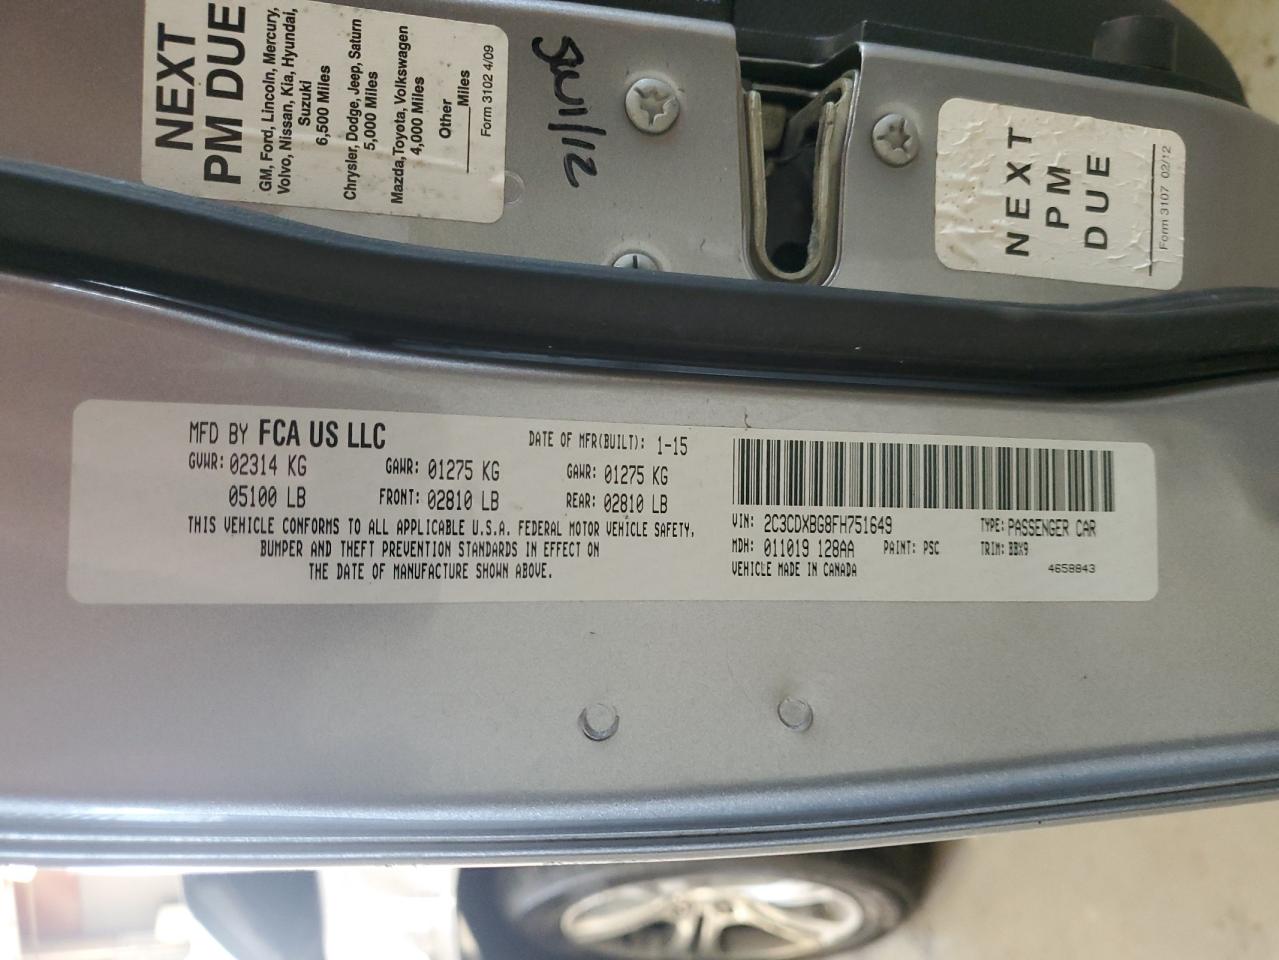 NEXT
PM DUE
GM, Ford, Lincoln, Mercury,
Volvo, Nissan, Kia, Hyundai,
Suzuki
6,500 Miles
Chrysler, Dodge, Jeep, Saturn
5,000 Miles
Mazda, Toyota, Volkswagen
4,000 Miles
Other
Miles
Form 3102 4/09
NEXT
PM
DUE
Form 3107 02/12
MFD BY FCA US LLC
DATE OF MFR(BUILT): 1-15
GVWR: 02314 KG GAWR: 01275 KG GAWR: 01275 KG
05100 LB FRONT: 02810 LB REAR: 02810 LB
THIS VEHICLE CONFORMS TO ALL APPLICABLE U.S.A. FEDERAL MOTOR VEHICLE SAFETY,
BUMPER AND THEFT PREVENTION STANDARDS IN EFFECT ON
THE DATE OF MANUFACTURE SHOWN ABOVE.
VIN: 2C3CDXBG8FH751649 TYPE: PASSENGER CAR
MDH: 011019 128AA PAINT: PSC TRIM: BBX9
VEHICLE MADE IN CANADA 4658843